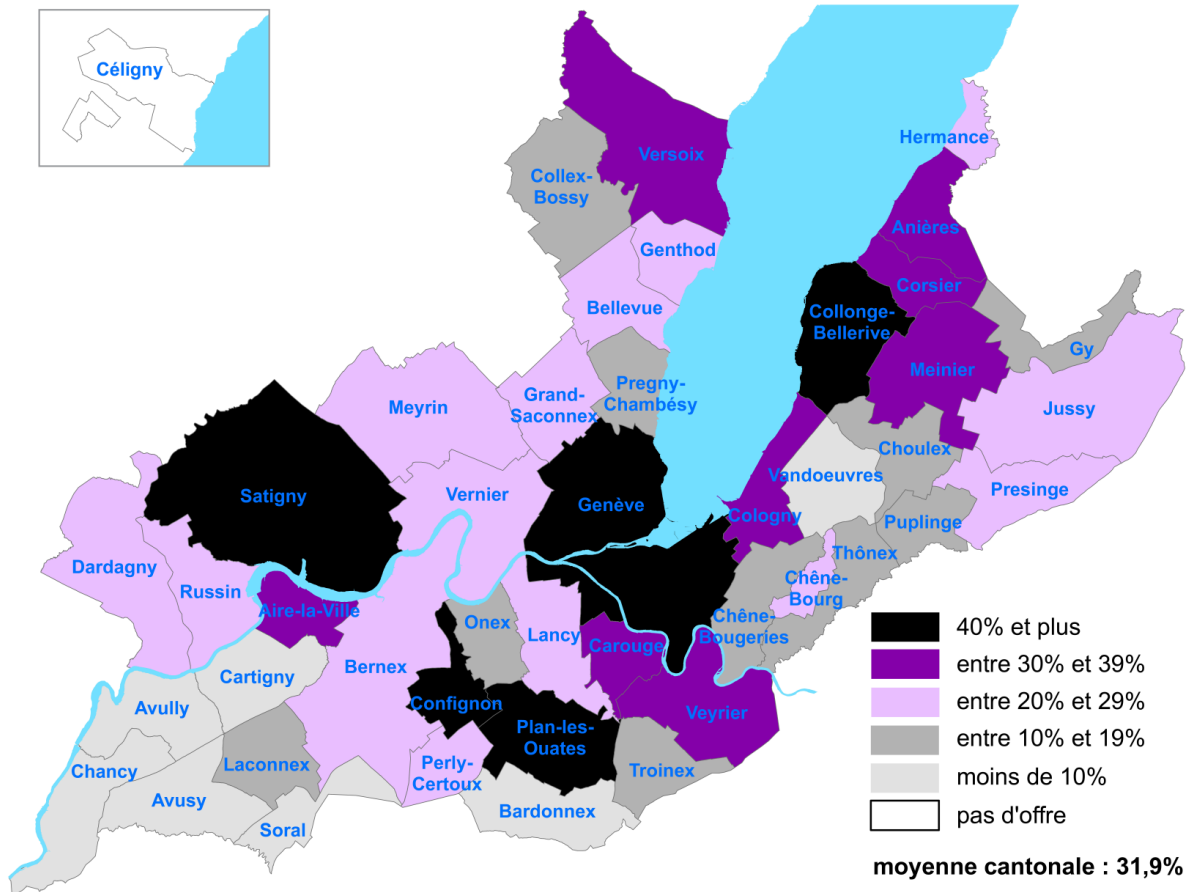 Céligny
Hermance
Versoix
Collex-
Bossy
Anières
Genthod
Corsier
Bellevue
Collonge-
Bellerive
Gy
Meinier
Pregny-
Chambésy
Grand-
Saconnex
Meyrin
Jussy
Choulex
Vandoeuvres
Presinge
Satigny
Vernier
Genève
Cologny
Puplinge
Thônex
Dardagny
Russin
Chêne-
Bourg
Aire-la-Ville
Onex
Lancy
Carouge
Chêne-
Bougeries
Bernex
Cartigny
Confignon
Veyrier
Avully
Plan-les-
Ouates
Chancy
Laconnex
Perly-
Certoux
Troinex
Avusy
Soral
Bardonnex
40% et plus
entre 30% et 39%
entre 20% et 29%
entre 10% et 19%
moins de 10%
pas d'offre
moyenne cantonale : 31,9%